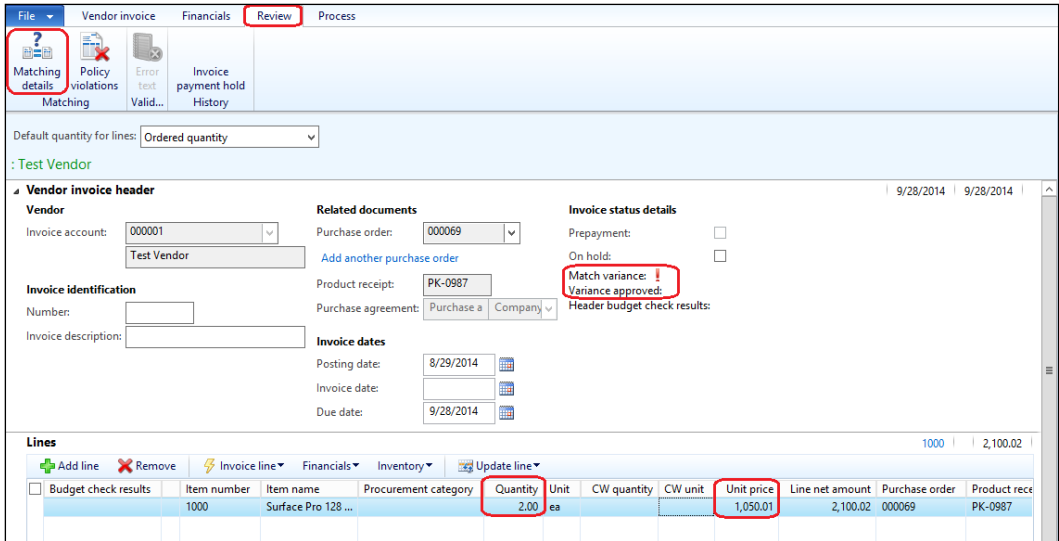 File Vendor invoice Financials Review Process
Matching details Policy violations Error text Invoice payment hold
Matching Valid... History
Default quantity for lines: Ordered quantity
: Test Vendor
Vendor invoice header 9/28/2014 9/28/2014
Vendor Related documents Invoice status details
Invoice account: 000001 Purchase order: 000069 Prepayment:
Test Vendor Add another purchase order On hold:
Product receipt: PK-0987 Match variance: !
Variance approved:
Invoice identification Purchase agreement: Purchase a Company Header budget check results:
Number:
Invoice description:
Invoice dates
Posting date: 8/29/2014
Invoice date:
Due date: 9/28/2014
Lines 1000 2,100.02
Add line Remove Invoice line Financials Inventory Update line
Budget check results Item number Item name Procurement category Quantity Unit CW quantity CW unit Unit price Line net amount Purchase order Product rece
1000 Surface Pro 128 ... 2.00 ea 1,050.01 2,100.02 000069 PK-0987